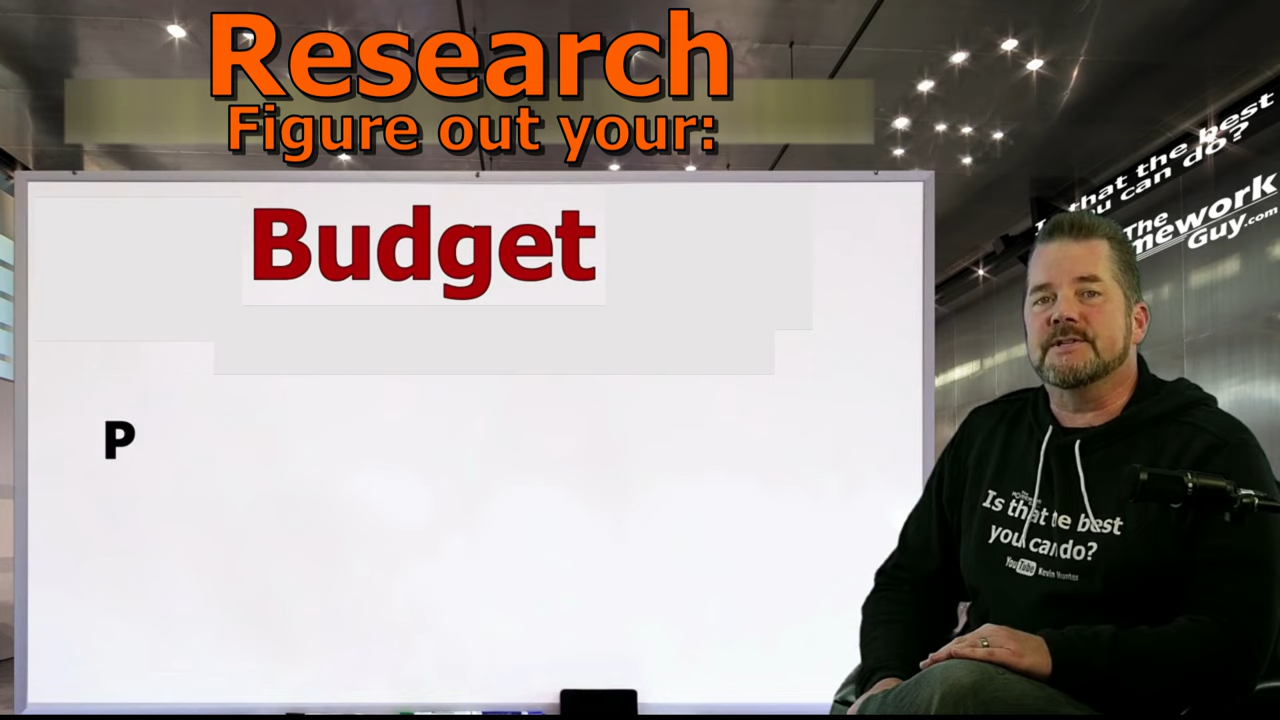 Research
Figure out your:
Budget
P
Is that the best
you can do?
The
Guy.com
Is that the best
you can do?
YouTube Kevin Hunter